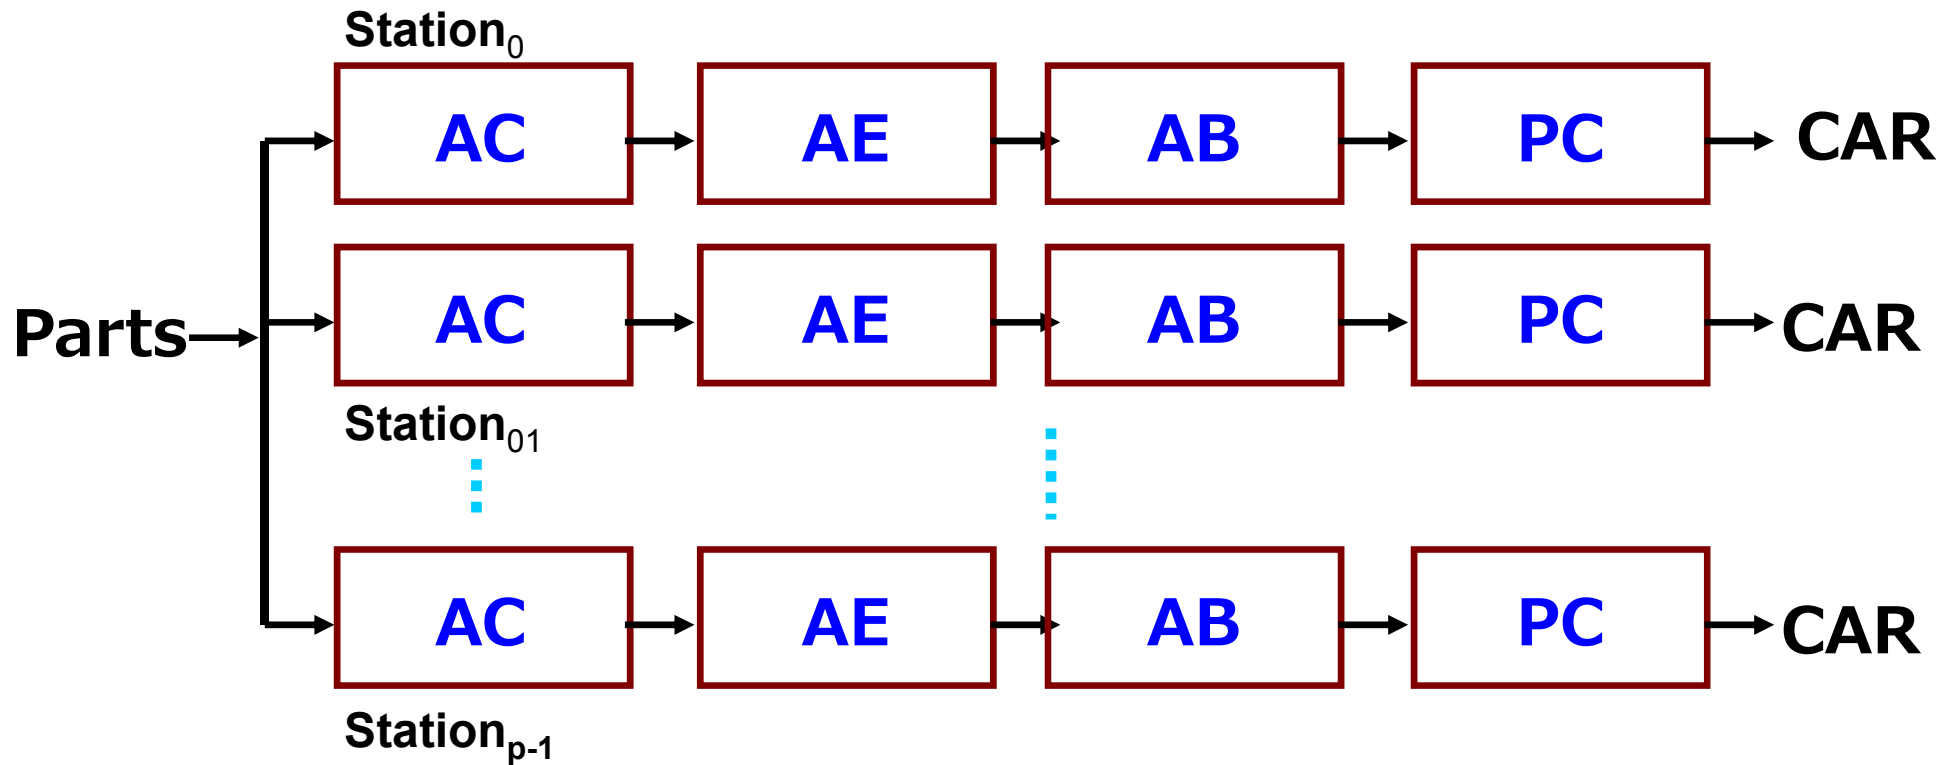 Station0
AC AE AB PC CAR
Parts
AC AE AB PC CAR
Station01
AC AE AB PC CAR
Stationp-1